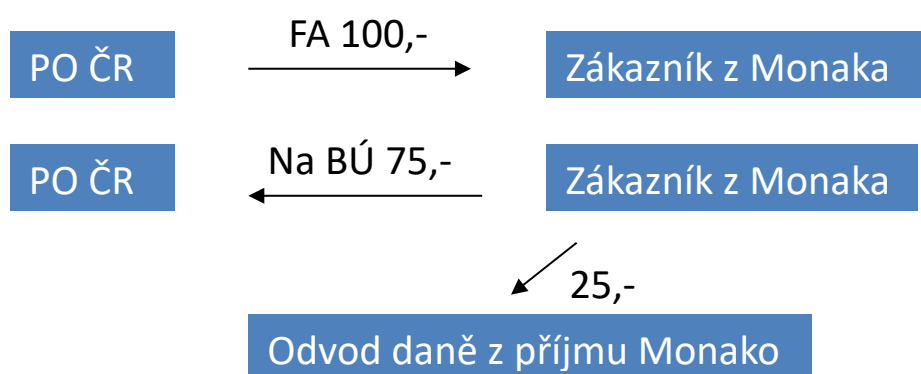 FA 100,-
PO ČR
Zákazník z Monaka
Na BÚ 75,-
PO ČR
Zákazník z Monaka
25,-
Odvod daně z příjmu Monako